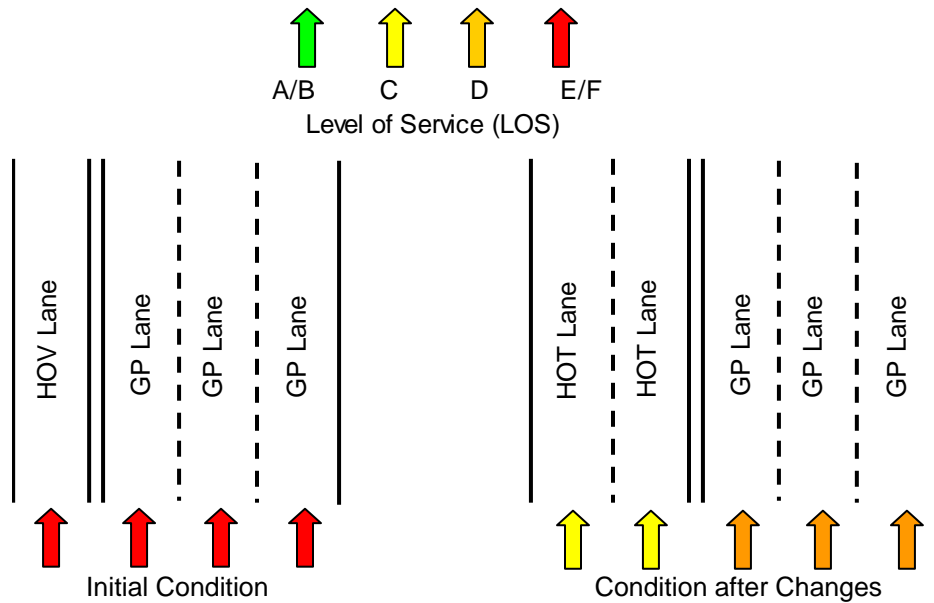 A/B C D E/F
Level of Service (LOS)
HOV Lane
GP Lane
GP Lane
GP Lane
HOT Lane
HOT Lane
GP Lane
GP Lane
GP Lane
Initial Condition
Condition after Changes